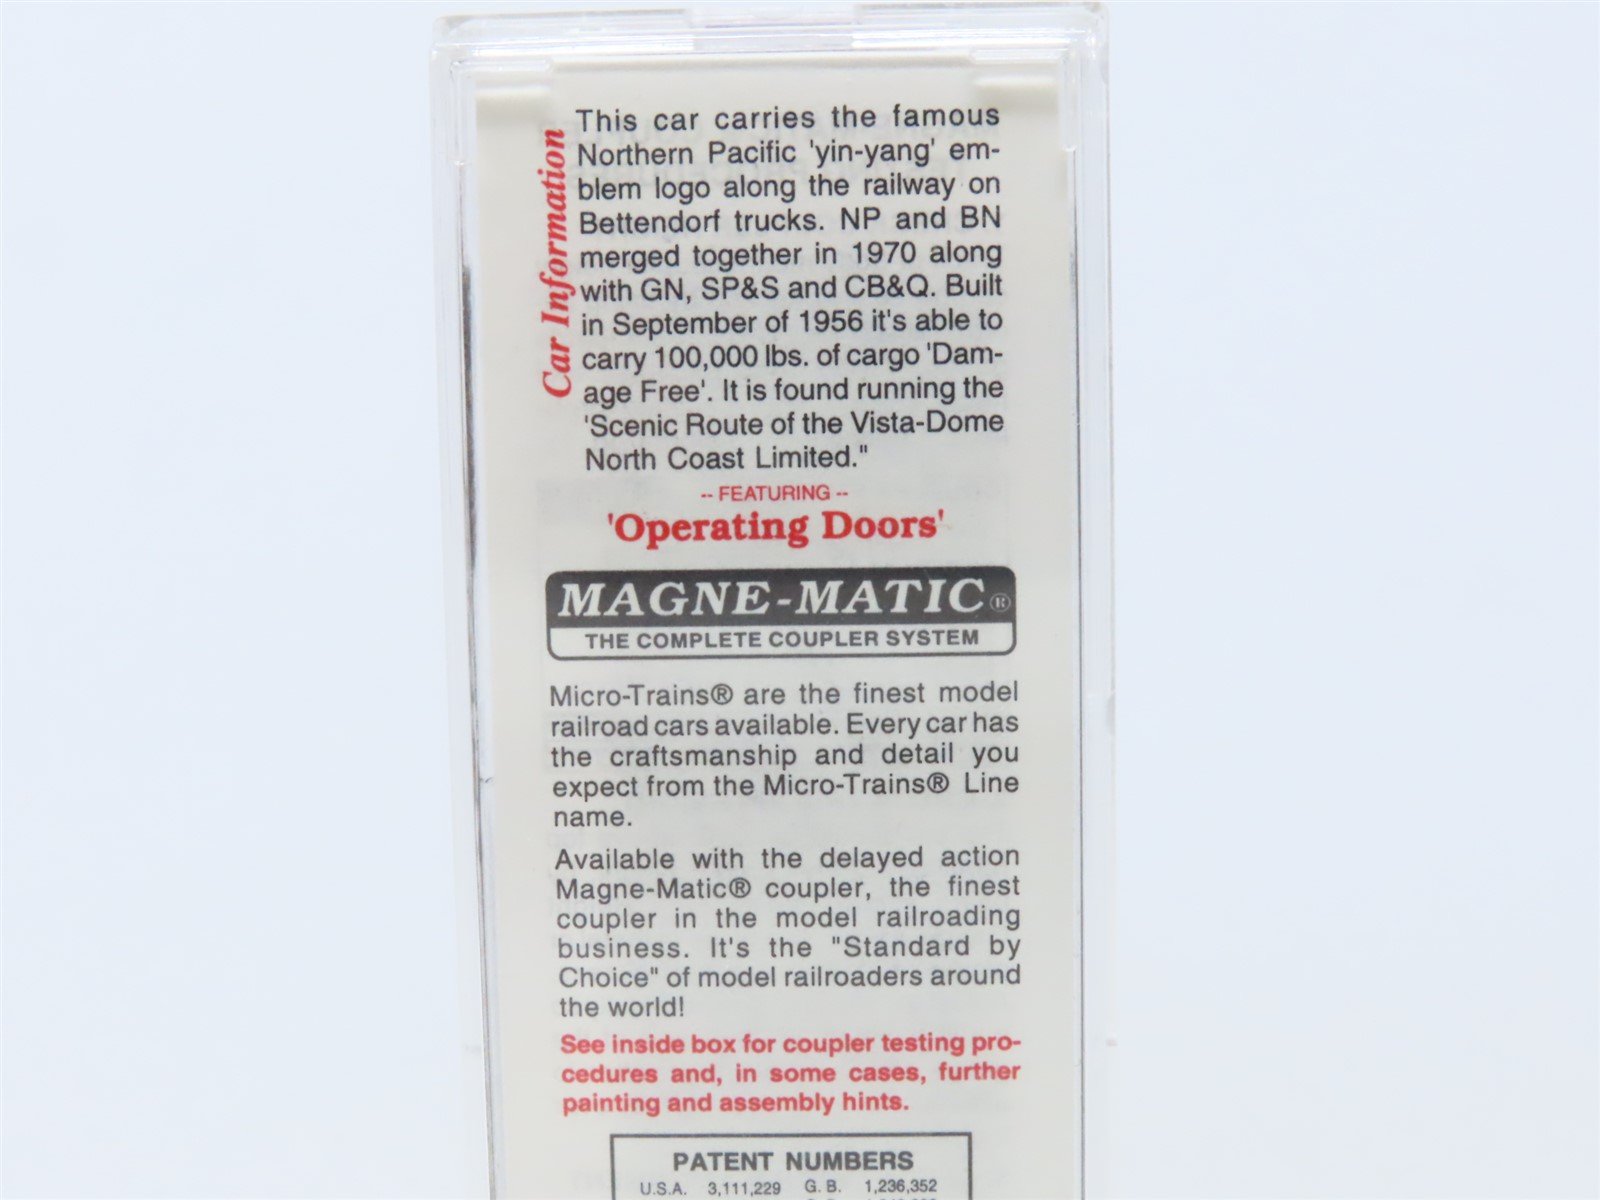 Car Information
This car carries the famous
Northern Pacific 'yin-yang' em-
blem logo along the railway on
Bettendorf trucks. NP and BN
merged together in 1970 along
with GN, SP&S and CB&Q. Built
in September of 1956 it's able to
carry 100,000 lbs. of cargo 'Dam-
age Free'. It is found running the
'Scenic Route of the Vista-Dome
North Coast Limited."
-- FEATURING --
'Operating Doors'
MAGNE-MATIC®
THE COMPLETE COUPLER SYSTEM
Micro-Trains® are the finest model
railroad cars available. Every car has
the craftsmanship and detail you
expect from the Micro-Trains® Line
name.
Available with the delayed action
Magne-Matic® coupler, the finest
coupler in the model railroading
business. It's the "Standard by
Choice" of model railroaders around
the world!
See inside box for coupler testing pro-
cedures and, in some cases, further
painting and assembly hints.
PATENT NUMBERS
U.S.A. 3,111,229 G. B. 1,236,352